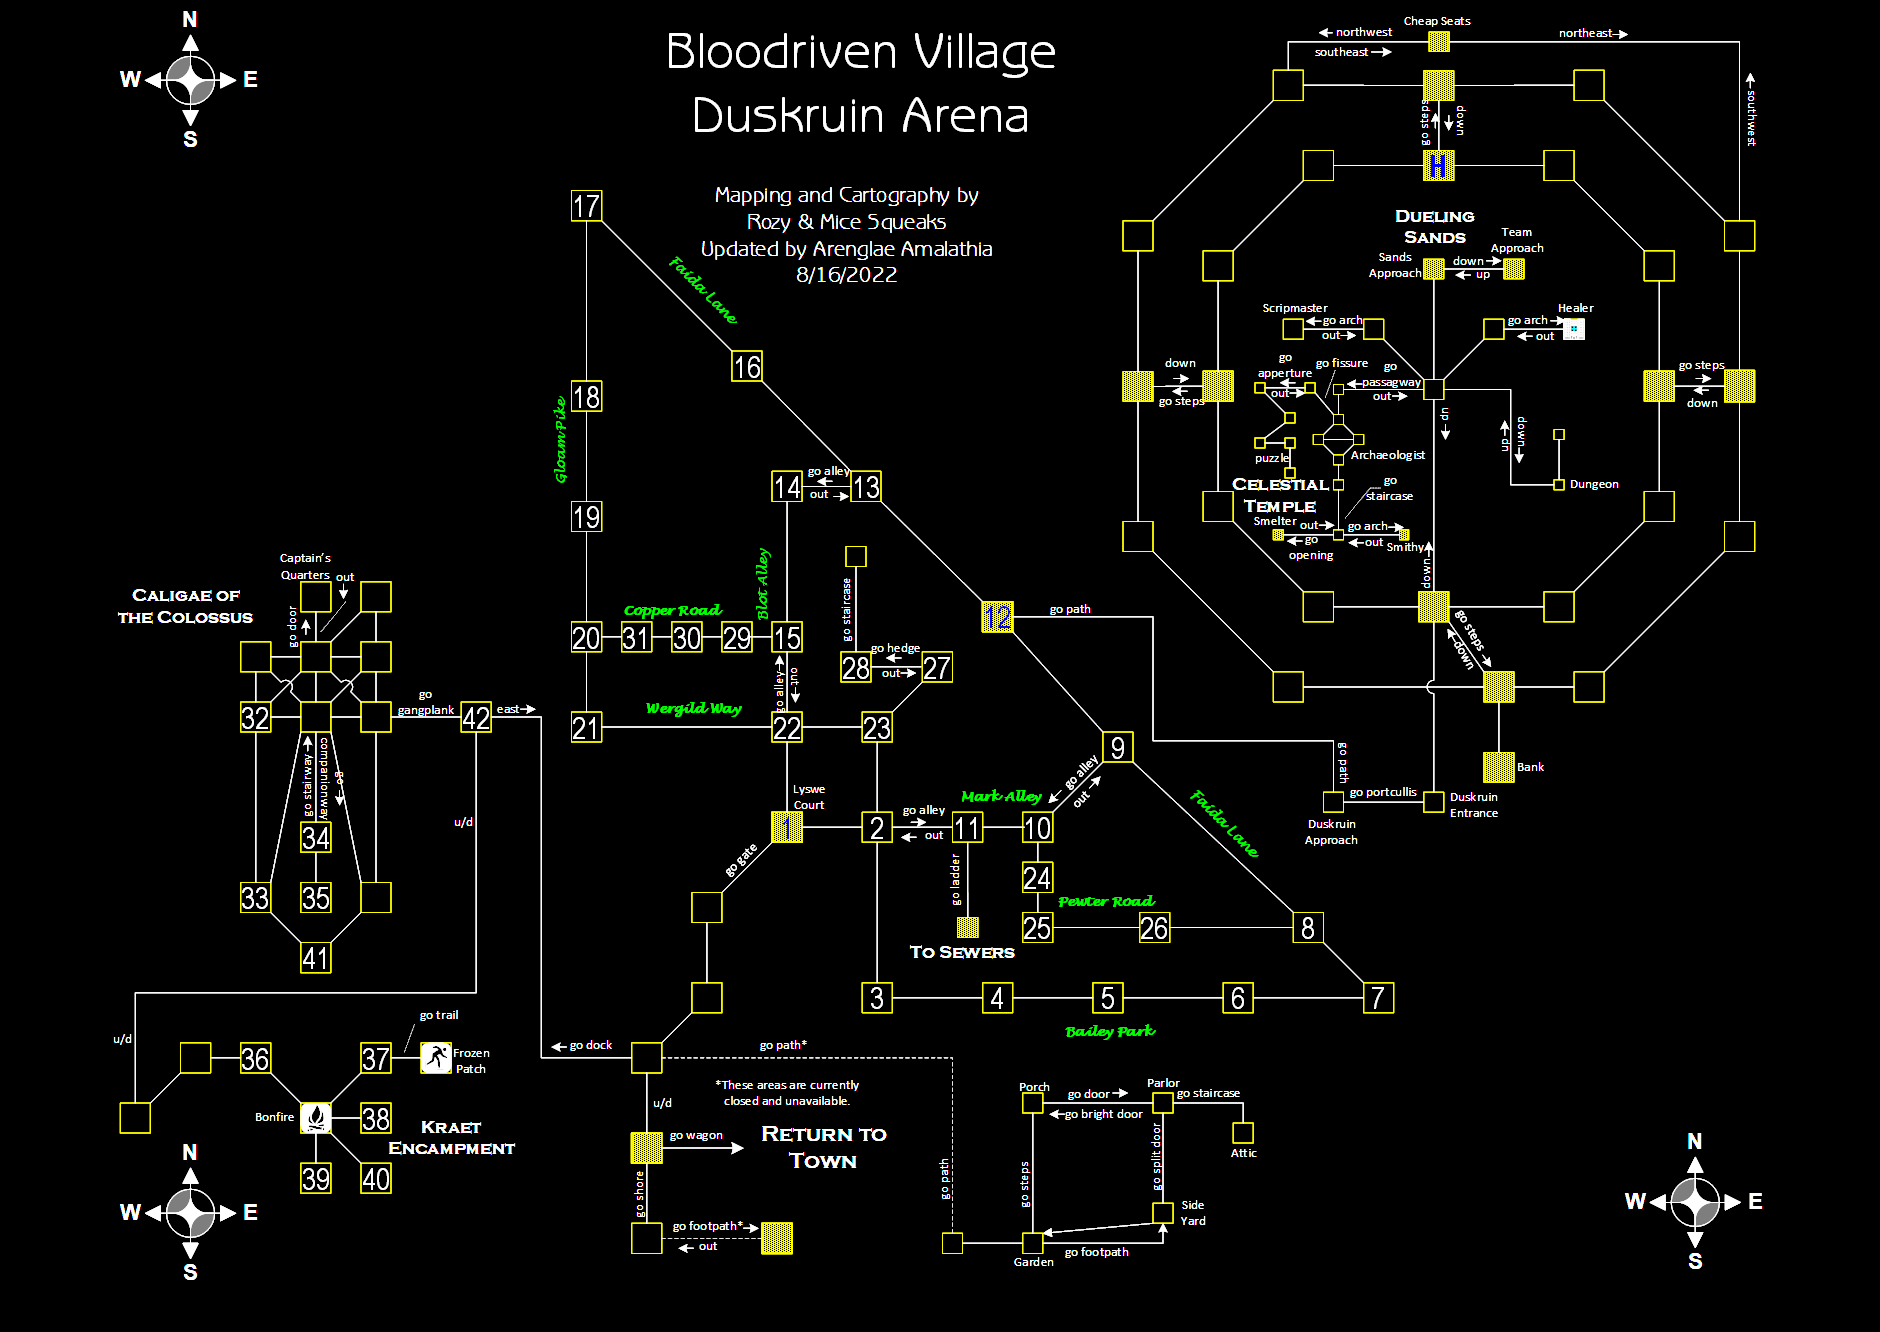 N
W
E
S
Bloodriven Village
Duskruin Arena
Mapping and Cartography by
Rozy & Mice Squeaks
Updated by Arenglae Amalathia
8/16/2022
Cheap Seats
northwest
southeast
northeast
southwest
go steps
down
H
Dueling
Sands
Team
Approach
Sands
Approach
down
up
Scripmaster
go arch
out
Healer
go arch
out
go
apperture
out
go fissure
go
passagway
out
up
down
up
down
go steps
go steps
down
puzzle
Archaeologist
Celestial
Temple
go
staircase
Dungeon
Smelter
out
go
opening
go arch
out
Smithy
down
go steps
down
Bank
go path
go path
go portcullis
Duskruin
Approach
Duskruin
Entrance
17
Faida Lane
16
18
Gloam Pike
19
14
go alley
out
13
Blot Alley
Copper Road
20
31
30
29
15
go staircase
28
go hedge
out
27
12
go alley
out
Wergild Way
21
22
23
9
go alley
out
Mark Alley
Faida Lane
Lyswe
Court
1
2
go alley
out
11
10
go gate
go ladder
24
Pewter Road
25
26
8
To Sewers
3
4
5
6
7
Bailey Park
Caligae of
the Colossus
Captain's
Quarters
out
go door
32
go
gangplank
42
east
go stairway
go
companionway
34
33
35
41
u/d
u/d
go trail
36
37
Frozen
Patch
Bonfire
38
Kraet
Encampment
39
40
go dock
go path*
*These areas are currently
closed and unavailable.
u/d
go wagon
Return to
Town
go shore
go footpath*
out
go path
Porch
go door
go bright door
Parlor
go staircase
Attic
go steps
go split door
Side
Yard
Garden
go footpath
N
W
E
S
N
W
E
S